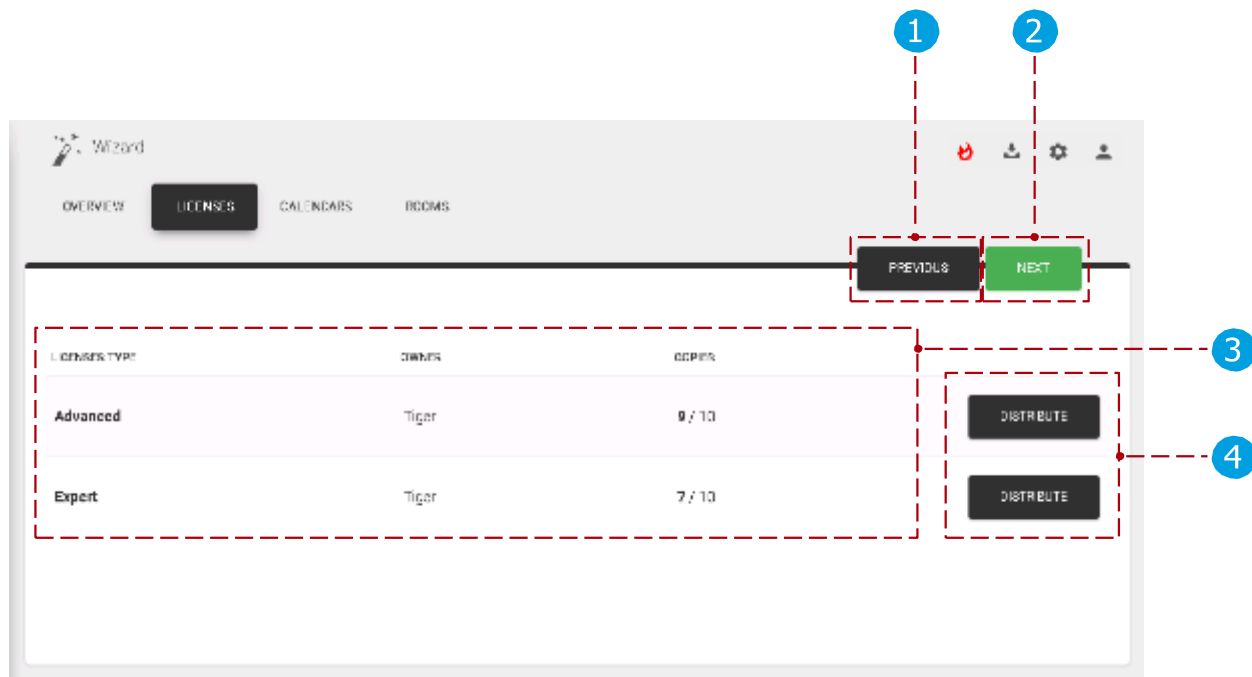 1 2
Wizard
OVERVIEW LICENSES CALENDARS ROOMS
PREVIOUS NEXT
3
LICENSES TYPE OWNER COPIES
Advanced Tiger 9 / 10 DISTRIBUTE
4
Expert Tiger 7 / 10 DISTRIBUTE